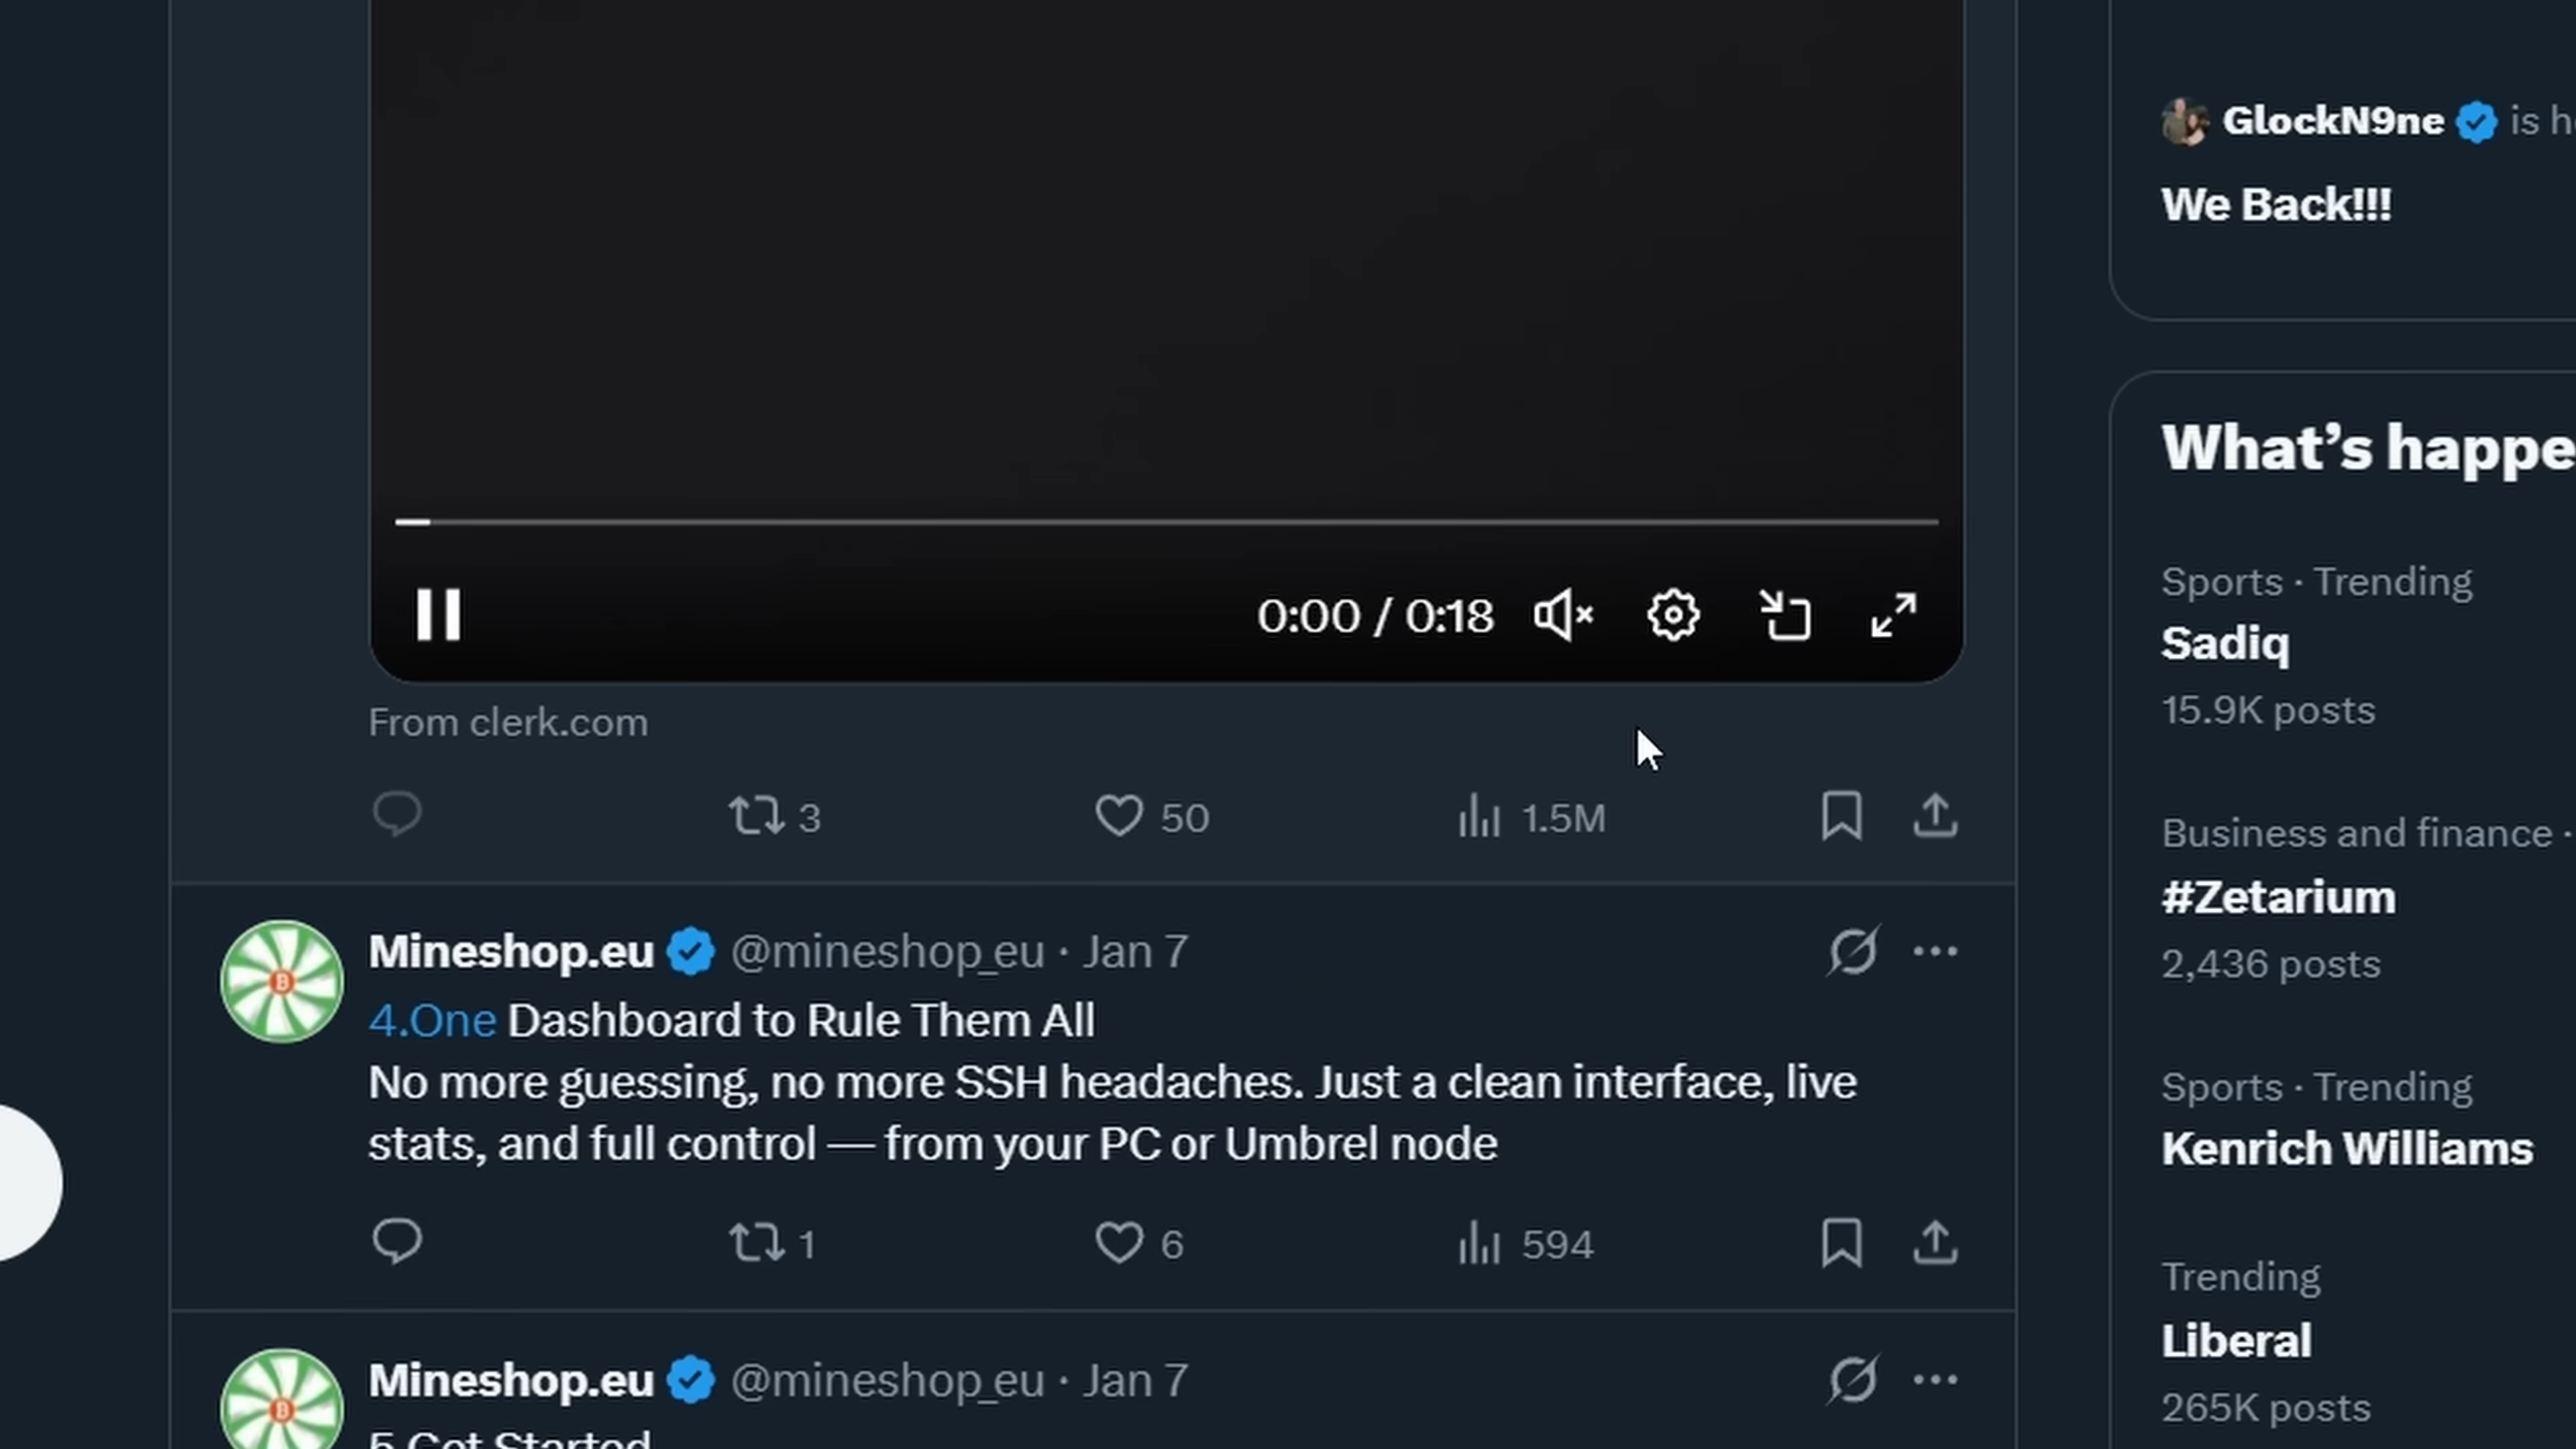 0:00 / 0:18
From clerk.com
3
50
1.5M
Mineshop.eu @mineshop_eu · Jan 7
4.One Dashboard to Rule Them All
No more guessing, no more SSH headaches. Just a clean interface, live
stats, and full control — from your PC or Umbrel node
1
6
594
Mineshop.eu @mineshop_eu · Jan 7
5.Get Started
GlockN9ne is h
We Back!!!
What's happe
Sports · Trending
Sadiq
15.9K posts
Business and finance ·
#Zetarium
2,436 posts
Sports · Trending
Kenrich Williams
Trending
Liberal
265K posts